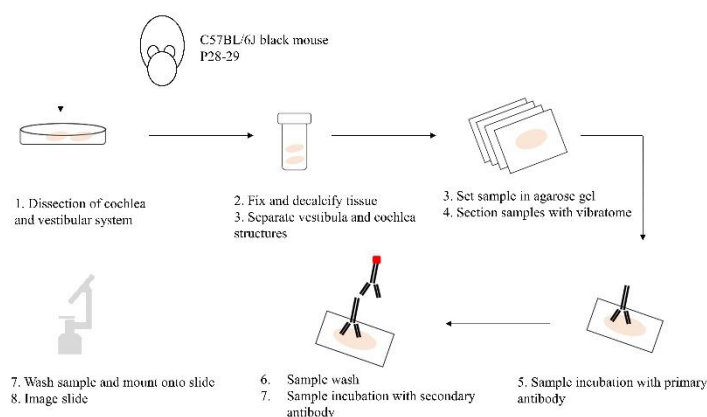 C57BL/6J black mouse
P28-29
1. Dissection of cochlea
and vestibular system
2. Fix and decalcify tissue
3. Separate vestibula and cochlea
structures
3. Set sample in agarose gel
4. Section samples with vibratome
5. Sample incubation with primary
antibody
6. Sample wash
7. Sample incubation with secondary
antibody
7. Wash sample and mount onto slide
8. Image slide